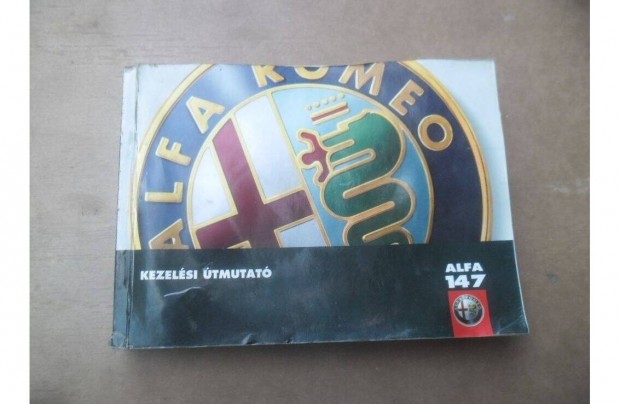 ALFA ROMEO
KEZELÉSI ÚTMUTATÓ
ALFA
147